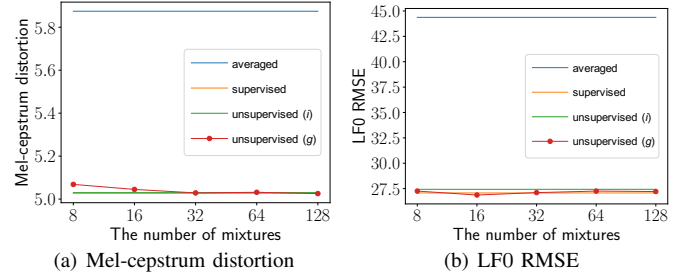 Mel-cepstrum distortion
5.8
5.6
5.4
5.2
5.0
averaged
supervised
unsupervised (i)
unsupervised (g)
8 16 32 64 128
The number of mixtures
(a) Mel-cepstrum distortion
LF0 RMSE
45.0
42.5
40.0
37.5
35.0
32.5
30.0
27.5
averaged
supervised
unsupervised (i)
unsupervised (g)
8 16 32 64 128
The number of mixtures
(b) LF0 RMSE